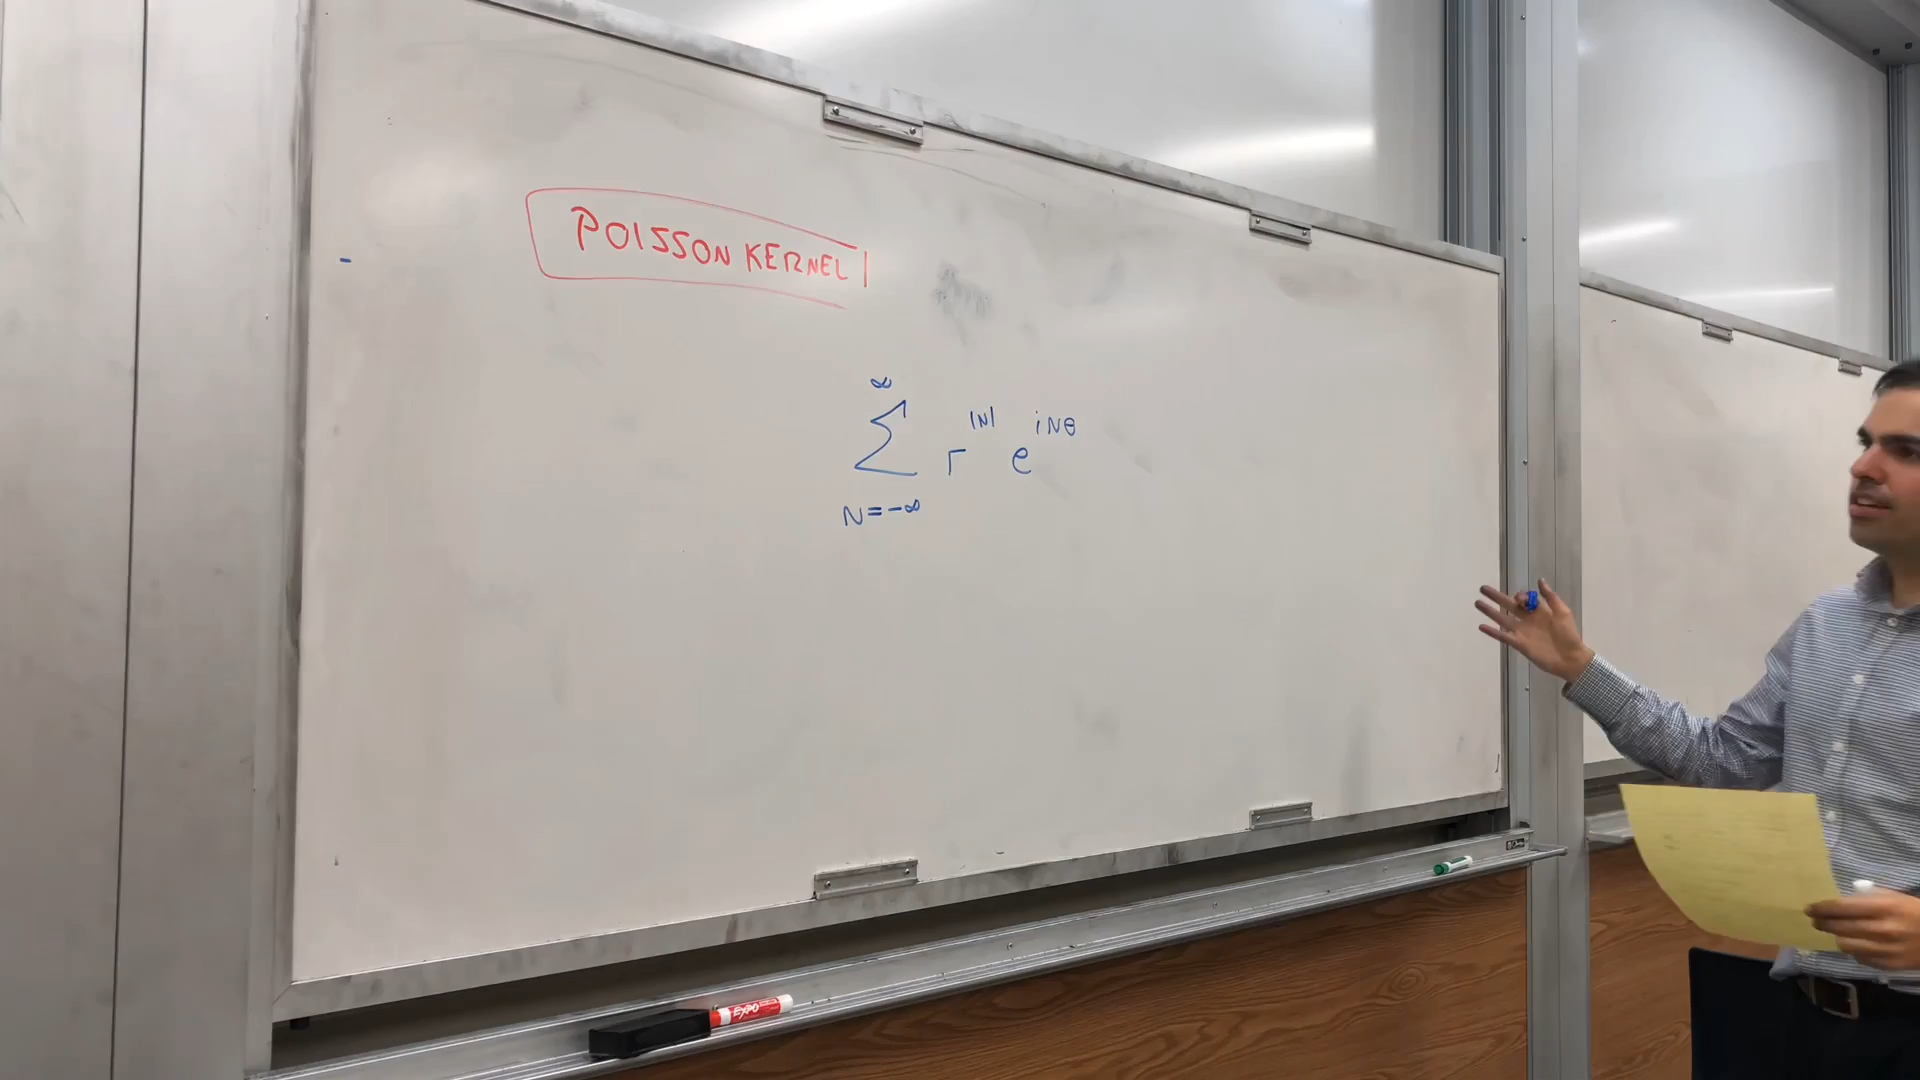 POISSON KERNEL
∞
∑ r^|N| e^iNθ
N=-∞
EXPO